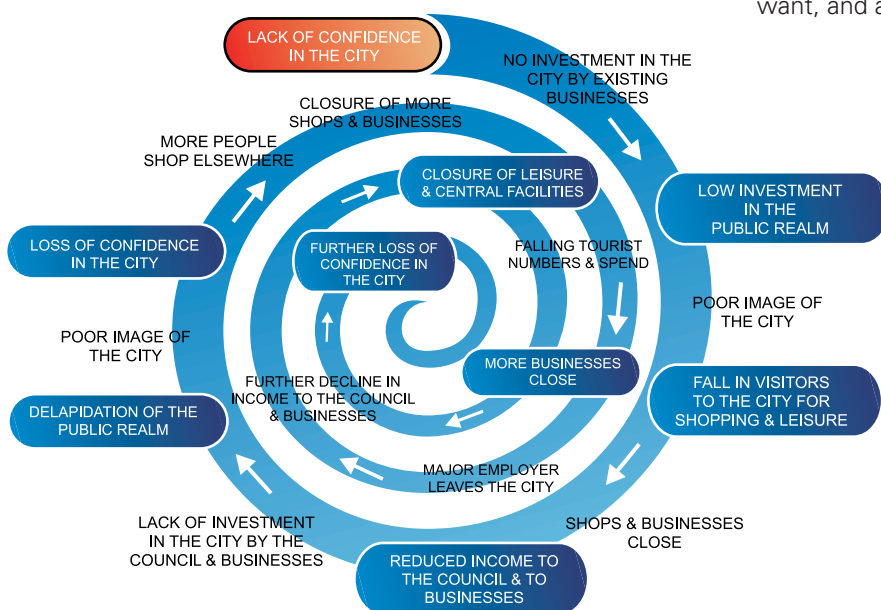 want, and a
LACK OF CONFIDENCE
IN THE CITY
NO INVESTMENT IN THE
CITY BY EXISTING
BUSINESSES
LOW INVESTMENT
IN THE
PUBLIC REALM
POOR IMAGE OF
THE CITY
FALL IN VISITORS
TO THE CITY FOR
SHOPPING & LEISURE
SHOPS & BUSINESSES
CLOSE
REDUCED INCOME TO
THE COUNCIL & TO
BUSINESSES
LACK OF INVESTMENT
IN THE CITY BY THE
COUNCIL & BUSINESSES
DELAPIDATION OF THE
PUBLIC REALM
POOR IMAGE OF
THE CITY
LOSS OF CONFIDENCE
IN THE CITY
MORE PEOPLE
SHOP ELSEWHERE
CLOSURE OF MORE
SHOPS & BUSINESSES
CLOSURE OF LEISURE
& CENTRAL FACILITIES
FALLING TOURIST
NUMBERS & SPEND
MORE BUSINESSES
CLOSE
MAJOR EMPLOYER
LEAVES THE CITY
FURTHER DECLINE IN
INCOME TO THE COUNCIL
& BUSINESSES
FURTHER LOSS OF
CONFIDENCE IN
THE CITY